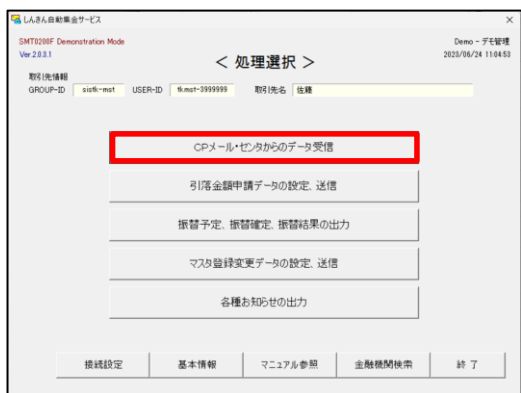 しんきん自動集金サービス
SMT0200F Demonstration Mode
Demo - デモ管理
Ver 2.0.3.1
2023/06/24 11:04:53
＜ 処理選択 ＞
取引先情報
GROUP-ID sistk-mst USER-ID tkmst-3999999 取引先名 佐藤
CPメール・センタからのデータ受信
引落金額申請データの設定、送信
振替予定、振替確定、振替結果の出力
マスタ登録変更データの設定、送信
各種お知らせの出力
接続設定 基本情報 マニュアル参照 金融機関検索 終 了